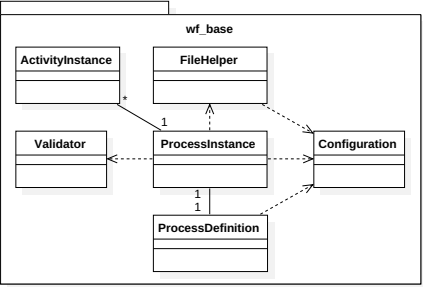 wf_base
ActivityInstance
FileHelper
*
1
Validator
ProcessInstance
Configuration
1
1
ProcessDefinition